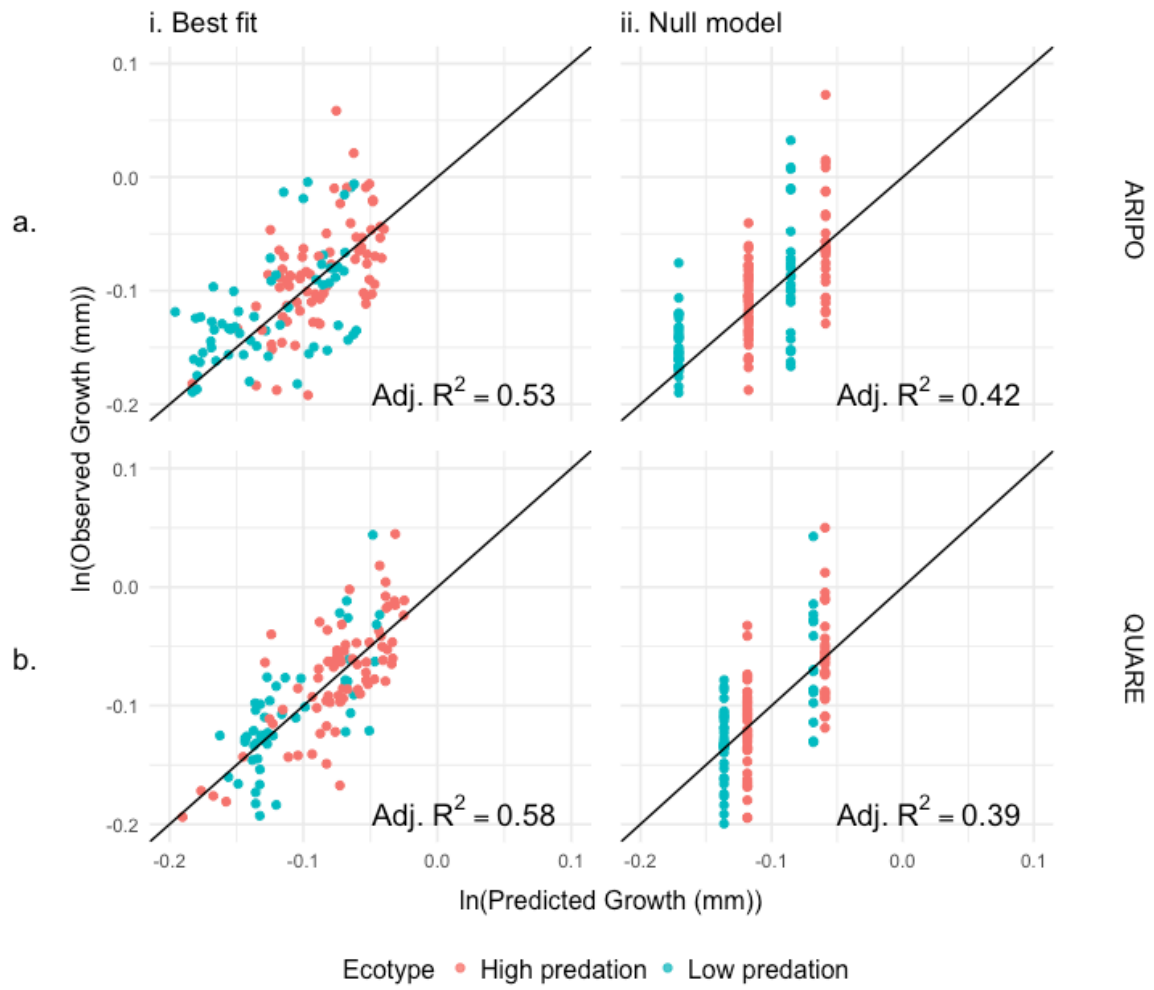 i. Best fit
ii. Null model
0.1
0.0
-0.1
-0.2
a.
ARIPO
Adj. R² = 0.53
Adj. R² = 0.42
ln(Observed Growth (mm))
0.1
0.0
-0.1
-0.2
b.
QUARE
Adj. R² = 0.58
Adj. R² = 0.39
-0.2 -0.1 0.0 0.1
-0.2 -0.1 0.0 0.1
ln(Predicted Growth (mm))
Ecotype High predation Low predation